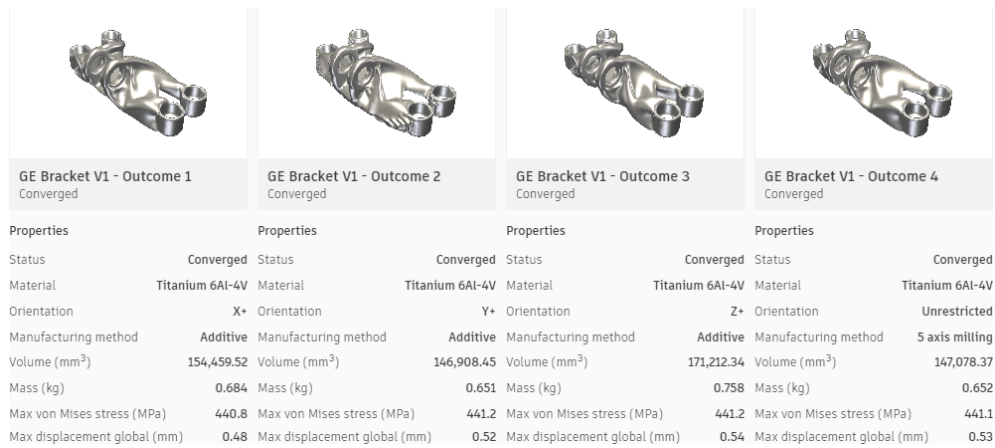 GE Bracket V1 - Outcome 1
Converged
Properties
Status Converged
Material Titanium 6Al-4V
Orientation X+
Manufacturing method Additive
Volume (mm³) 154,459.52
Mass (kg) 0.684
Max von Mises stress (MPa) 440.8
Max displacement global (mm) 0.48
GE Bracket V1 - Outcome 2
Converged
Properties
Status Converged
Material Titanium 6Al-4V
Orientation Y+
Manufacturing method Additive
Volume (mm³) 146,908.45
Mass (kg) 0.651
Max von Mises stress (MPa) 441.2
Max displacement global (mm) 0.52
GE Bracket V1 - Outcome 3
Converged
Properties
Status Converged
Material Titanium 6Al-4V
Orientation Z+
Manufacturing method Additive
Volume (mm³) 171,212.34
Mass (kg) 0.758
Max von Mises stress (MPa) 441.2
Max displacement global (mm) 0.54
GE Bracket V1 - Outcome 4
Converged
Properties
Status Converged
Material Titanium 6Al-4V
Orientation Unrestricted
Manufacturing method 5 axis milling
Volume (mm³) 147,078.37
Mass (kg) 0.652
Max von Mises stress (MPa) 441.1
Max displacement global (mm) 0.53